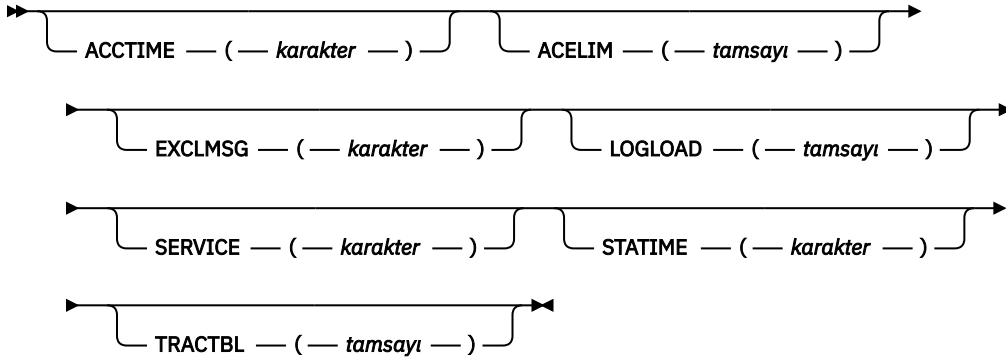 ACCTIME ( karakter ) ACELIM ( tamsayı )
EXCLMSG ( karakter ) LOGLOAD ( tamsayı )
SERVICE ( karakter ) STATIME ( karakter )
TRACTBL ( tamsayı )